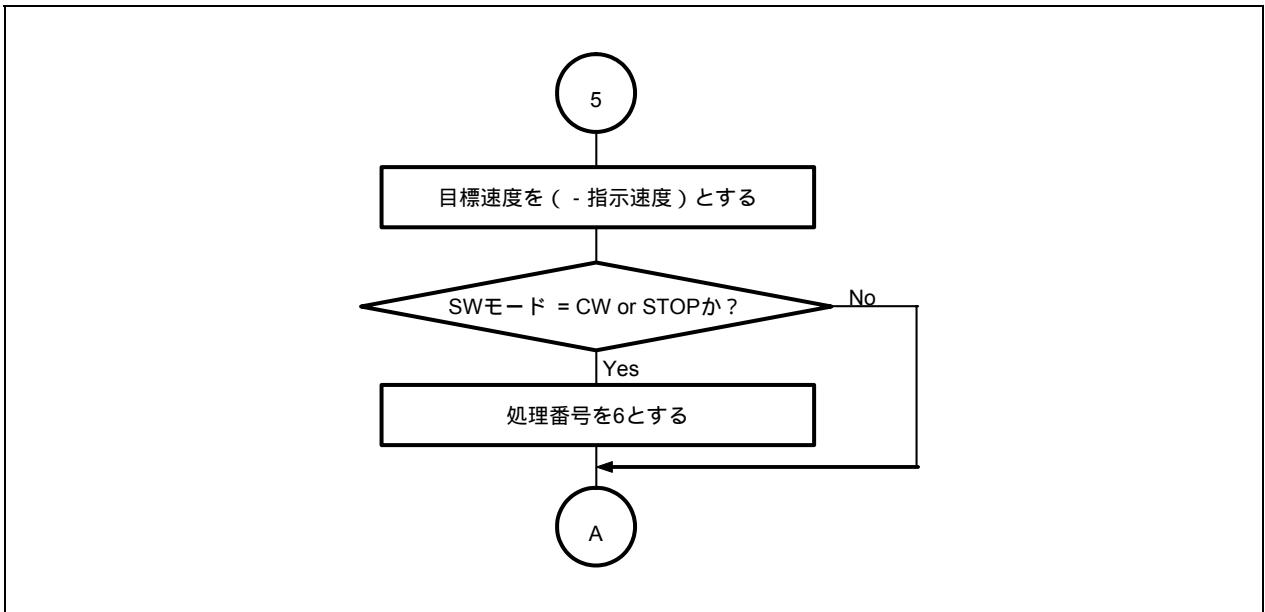 5
目標速度を（ - 指示速度）とする
SWモード = CW or STOPか？
No
Yes
処理番号を6とする
A